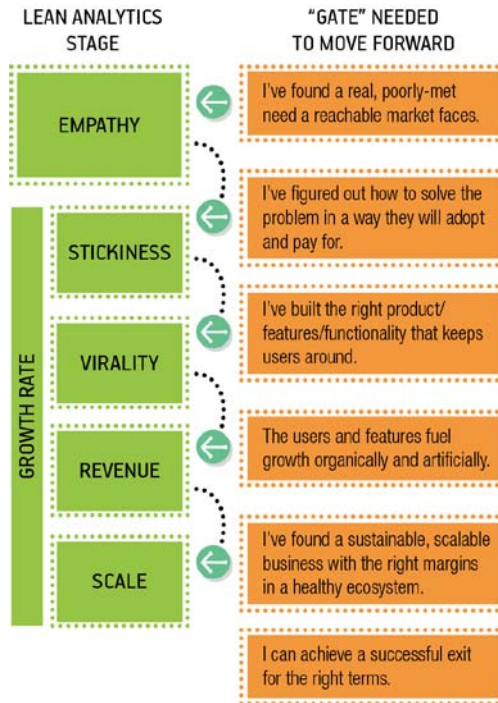 LEAN ANALYTICS
STAGE
"GATE" NEEDED
TO MOVE FORWARD
EMPATHY
I've found a real, poorly-met
need a reachable market faces.
I've figured out how to solve the
problem in a way they will adopt
and pay for.
GROWTH RATE
STICKINESS
I've built the right product/
features/functionality that keeps
users around.
VIRALITY
The users and features fuel
growth organically and artificially.
REVENUE
I've found a sustainable, scalable
business with the right margins
in a healthy ecosystem.
SCALE
I can achieve a successful exit
for the right terms.